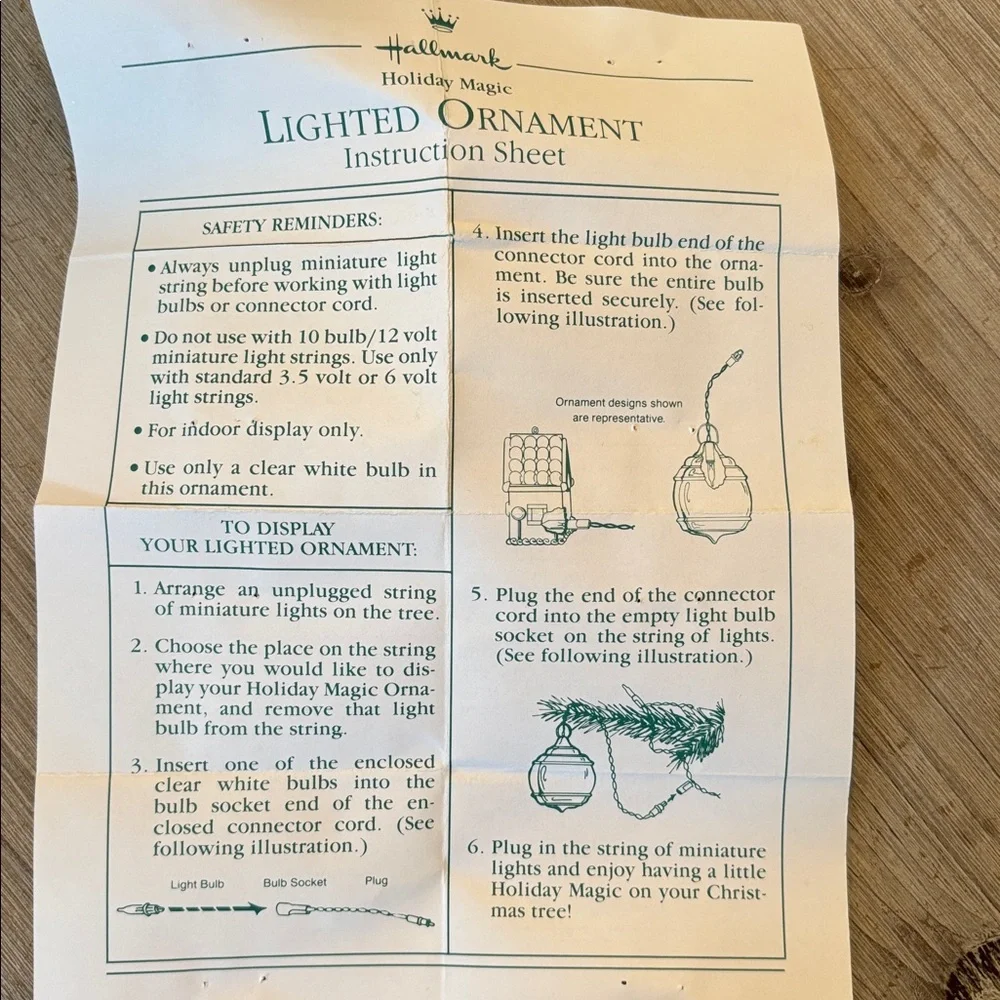 Hallmark
Holiday Magic
LIGHTED ORNAMENT
Instruction Sheet
SAFETY REMINDERS:
• Always unplug miniature light
string before working with light
bulbs or connector cord.
• Do not use with 10 bulb/12 volt
miniature light strings. Use only
with standard 3.5 volt or 6 volt
light strings.
• For indoor display only.
• Use only a clear white bulb in
this ornament.
TO DISPLAY
YOUR LIGHTED ORNAMENT:
1. Arrange an unplugged string
of miniature lights on the tree.
2. Choose the place on the string
where you would like to dis-
play your Holiday Magic Orna-
ment, and remove that light
bulb from the string.
3. Insert one of the enclosed
clear white bulbs into the
bulb socket end of the en-
closed connector cord. (See
following illustration.)
Light Bulb Bulb Socket Plug
4. Insert the light bulb end of the
connector cord into the orna-
ment. Be sure the entire bulb
is inserted securely. (See fol-
lowing illustration.)
Ornament designs shown
are representative.
5. Plug the end of the connector
cord into the empty light bulb
socket on the string of lights.
(See following illustration.)
6. Plug in the string of miniature
lights and enjoy having a little
Holiday Magic on your Christ-
mas tree!